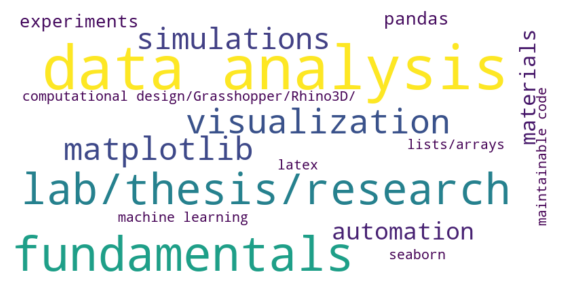 experiments
pandas
simulations
data analysis
materials
computational design/Grasshopper/Rhino3D/
visualization
maintainable code
matplotlib
lists/arrays
latex
lab/thesis/research
machine learning
automation
fundamentals
seaborn